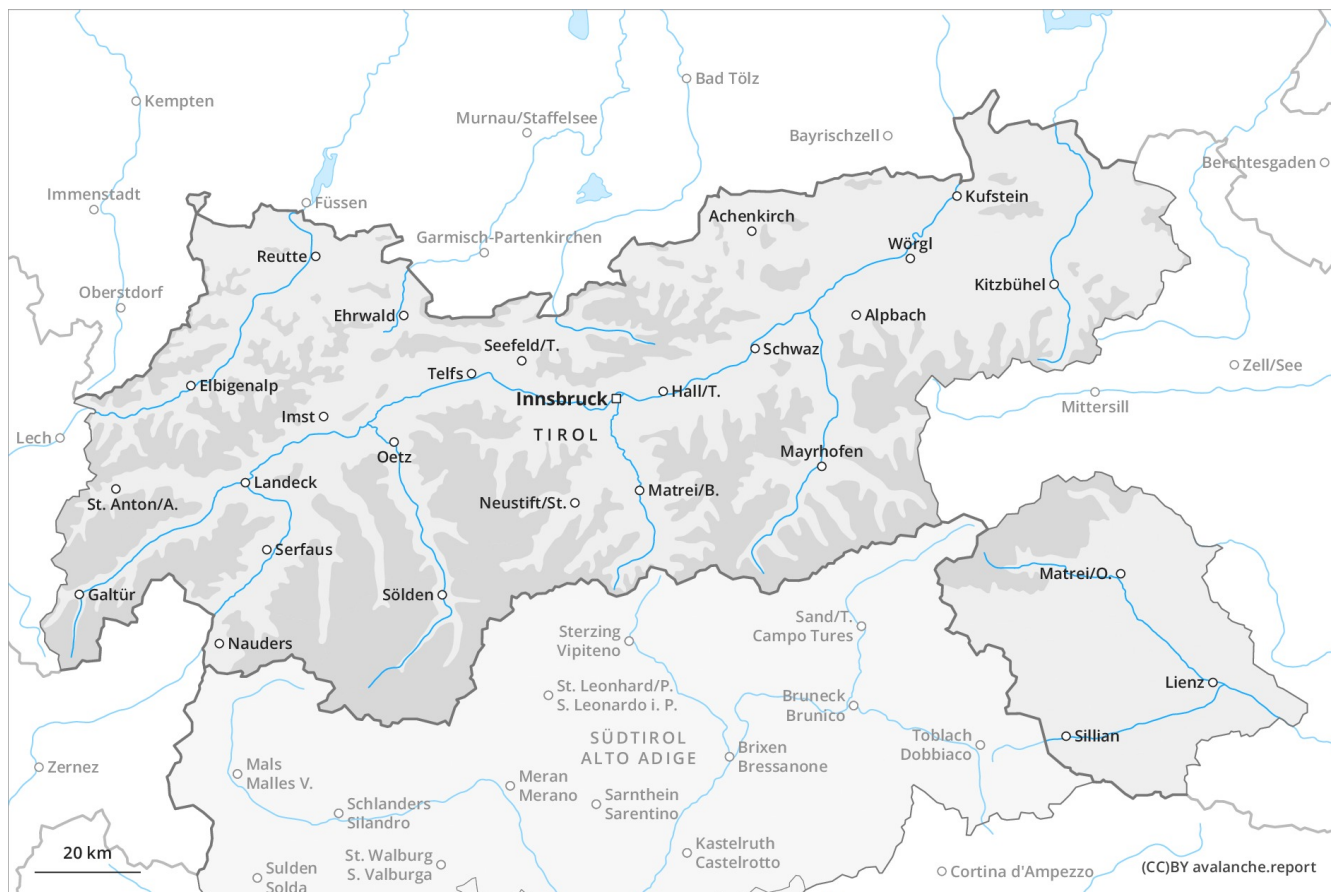 Bad Tölz
Kempten
Murnau/Staffelsee
Bayrischzell
Berchtesgaden
Immenstadt
Füssen
Kufstein
Achenkirch
Garmisch-Partenkirchen
Wörgl
Reutte
Kitzbühel
Oberstdorf
Ehrwald
Alpbach
Seefeld/T.
Schwaz
Zell/See
Telfs
Elbigenalp
Innsbruck
Hall/T.
Mittersill
Imst
TIROL
Lech
Oetz
Mayrhofen
Landeck
St. Anton/A.
Neustift/St.
Matrei/B.
Serfaus
Matrei/O.
Galtür
Sölden
Sand/T.
Campo Tures
Sterzing
Vipiteno
Nauders
Lienz
St. Leonhard/P.
S. Leonardo i. P.
Bruneck
Brunico
SÜDTIROL
ALTO ADIGE
Sillian
Toblach
Dobbiaco
Brixen
Bressanone
Zernez
Mals
Malles V.
Meran
Merano
Sarnthein
Sarentino
Schlanders
Silandro
Kastelruth
Castelrotto
20 km
St. Walburg
S. Valburga
Sulden
Solda
Cortina d'Ampezzo
(CC)BY avalanche.report